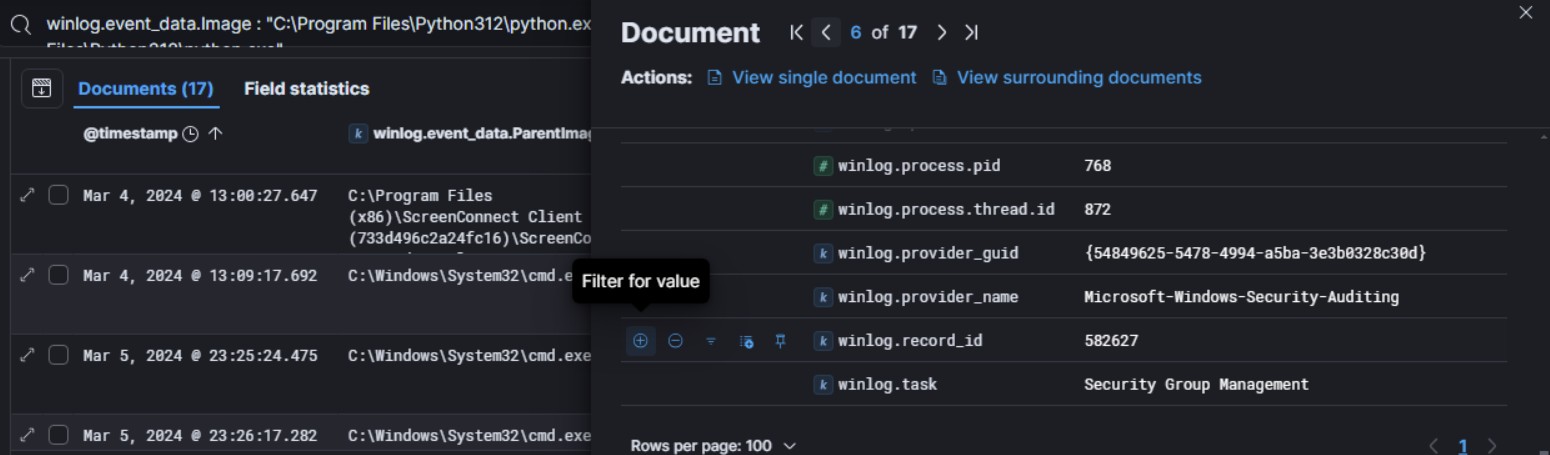 winlog.event_data.Image : "C:\Program Files\Python312\python.ex
Files\Python312\python.exe"
Documents (17) Field statistics
@timestamp k winlog.event_data.ParentImag
Mar 4, 2024 @ 13:00:27.647 C:\Program Files
(x86)\ScreenConnect Client
(733d496c2a24fc16)\ScreenCo
Mar 4, 2024 @ 13:09:17.692 C:\Windows\System32\cmd.e
Mar 5, 2024 @ 23:25:24.475 C:\Windows\System32\cmd.exe
Mar 5, 2024 @ 23:26:17.282 C:\Windows\System32\cmd.exe
Document 6 of 17
Actions: View single document View surrounding documents
# winlog.process.pid 768
# winlog.process.thread.id 872
k winlog.provider_guid {54849625-5478-4994-a5ba-3e3b0328c30d}
Filter for value
k winlog.provider_name Microsoft-Windows-Security-Auditing
k winlog.record_id 582627
k winlog.task Security Group Management
Rows per page: 100 1